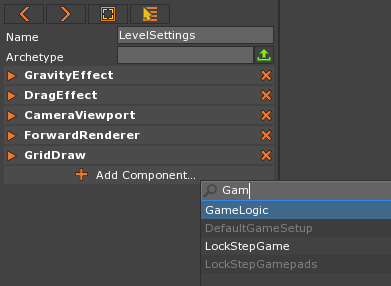 Name LevelSettings
Archetype
GravityEffect
DragEffect
CameraViewport
ForwardRenderer
GridDraw
Add Component...
Gam
GameLogic
DefaultGameSetup
LockStepGame
LockStepGamepads